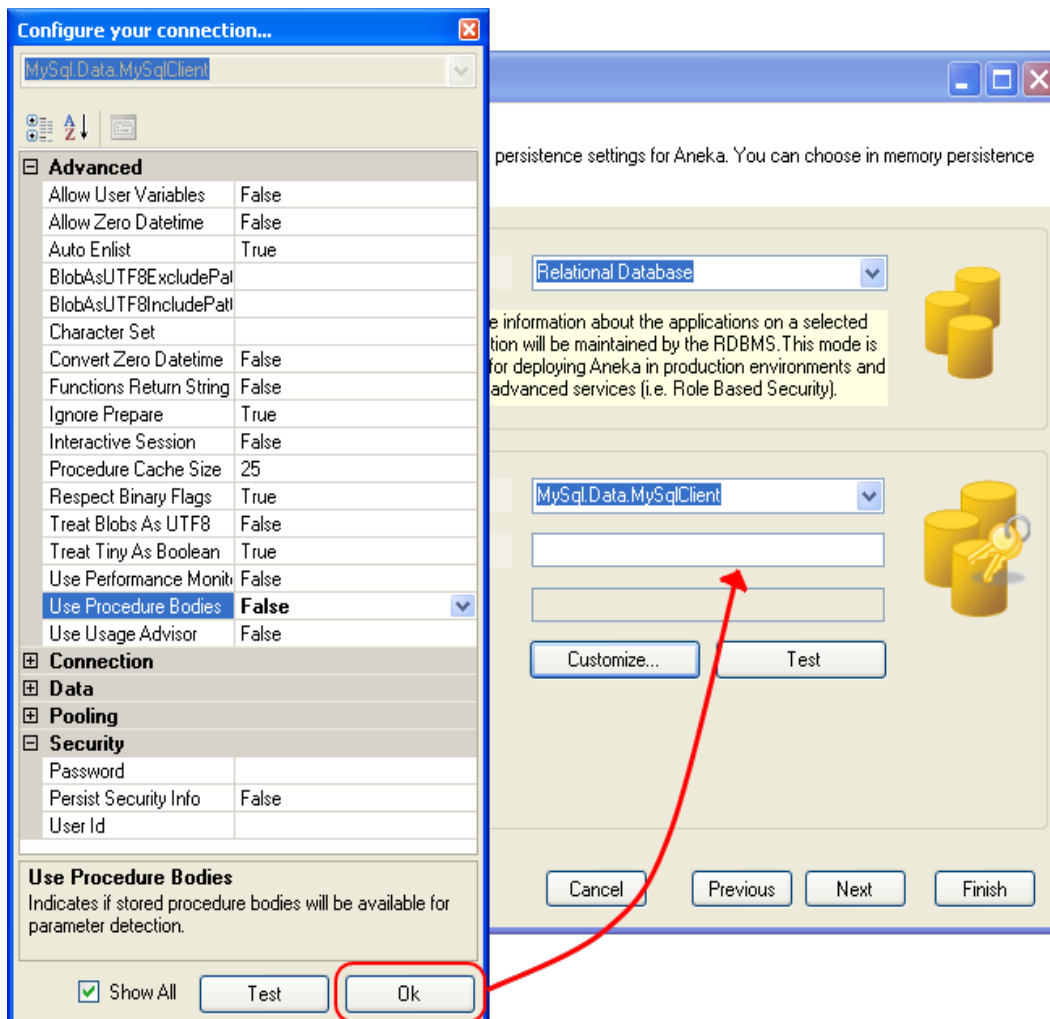 Configure your connection...
MySql.Data.MySqlClient
Advanced
Allow User Variables False
Allow Zero Datetime False
Auto Enlist True
BlobAsUTF8ExcludePat
BlobAsUTF8IncludePatt
Character Set
Convert Zero Datetime False
Functions Return String False
Ignore Prepare True
Interactive Session False
Procedure Cache Size 25
Respect Binary Flags True
Treat Blobs As UTF8 False
Treat Tiny As Boolean True
Use Performance Monit False
Use Procedure Bodies False
Use Usage Advisor False
Connection
Data
Pooling
Security
Password
Persist Security Info False
User Id
Use Procedure Bodies
Indicates if stored procedure bodies will be available for
parameter detection.
Show All Test Ok
persistence settings for Aneka. You can choose in memory persistence
Relational Database
e information about the applications on a selected
tion will be maintained by the RDBMS. This mode is
for deploying Aneka in production environments and
advanced services (i.e. Role Based Security).
MySql.Data.MySqlClient
Customize... Test
Cancel Previous Next Finish